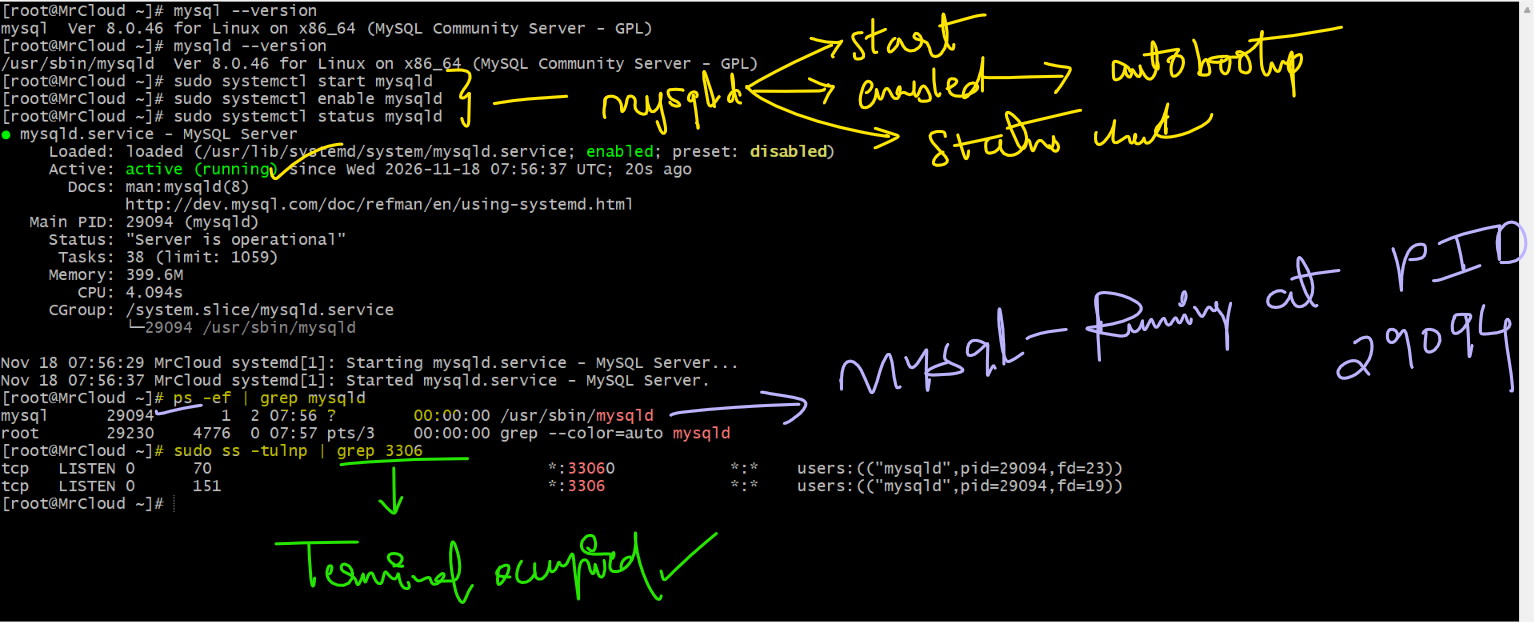 [root@MrCloud ~]# mysql --version
mysql  Ver 8.0.46 for Linux on x86_64 (MySQL Community Server - GPL)
[root@MrCloud ~]# mysqld --version
/usr/sbin/mysqld  Ver 8.0.46 for Linux on x86_64 (MySQL Community Server - GPL)
[root@MrCloud ~]# sudo systemctl start mysqld
[root@MrCloud ~]# sudo systemctl enable mysqld
[root@MrCloud ~]# sudo systemctl status mysqld
mysqld
start
enabled
autobootup
Status
● mysqld.service - MySQL Server
Loaded: loaded (/usr/lib/systemd/system/mysqld.service; enabled; preset: disabled)
Active: active (running) since Wed 2026-11-18 07:56:37 UTC; 20s ago
Docs: man:mysqld(8)
http://dev.mysql.com/doc/refman/en/using-systemd.html
Main PID: 29094 (mysqld)
Status: "Server is operational"
Tasks: 38 (limit: 1059)
Memory: 399.6M
CPU: 4.094s
CGroup: /system.slice/mysqld.service
└─29094 /usr/sbin/mysqld
Nov 18 07:56:29 MrCloud systemd[1]: Starting mysqld.service - MySQL Server...
Nov 18 07:56:37 MrCloud systemd[1]: Started mysqld.service - MySQL Server.
[root@MrCloud ~]# ps -ef | grep mysqld
mysql      29094       1  2 07:56 ?        00:00:00 /usr/sbin/mysqld
root       29230    4776  0 07:57 pts/3    00:00:00 grep --color=auto mysqld
Mysql - Running at PID
29094
[root@MrCloud ~]# sudo ss -tulnp | grep 3306
tcp   LISTEN 0      70      *:33060      *:*    users:(("mysqld",pid=29094,fd=23))
tcp   LISTEN 0      151     *:3306       *:*    users:(("mysqld",pid=29094,fd=19))
[root@MrCloud ~]#
Terminal